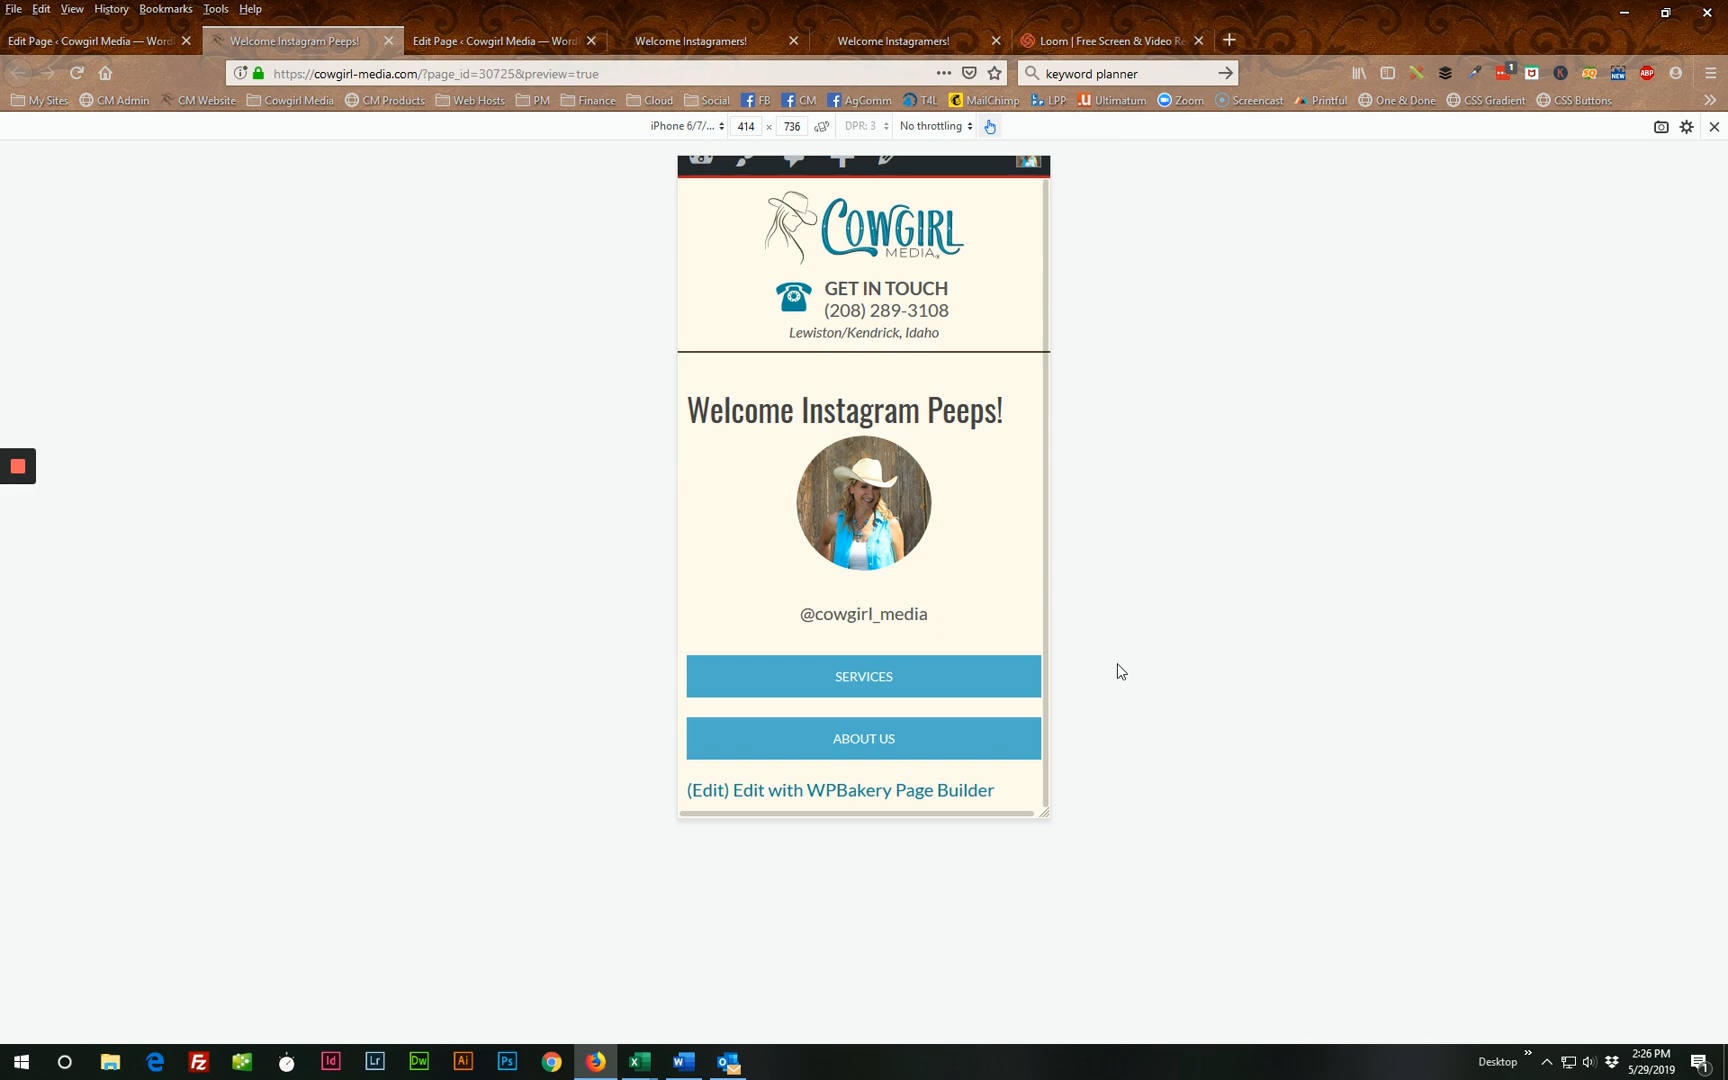 File Edit View History Bookmarks Tools Help
Edit Page ‹ Cowgirl Media — Word
Welcome Instagram Peeps!
Edit Page ‹ Cowgirl Media — Word
Welcome Instagramers!
Welcome Instagramers!
Loom | Free Screen & Video Re
https://cowgirl-media.com/?page_id=30725&preview=true
keyword planner
My Sites CM Admin CM Website Cowgirl Media CM Products Web Hosts PM Finance Cloud Social FB CM AgComm T4L MailChimp LPP Ultimatum Zoom Screencast Printful One & Done CSS Gradient CSS Buttons
iPhone 6/7/... 414 × 736 DPR: 3 No throttling
COWGIRL
MEDIA
GET IN TOUCH
(208) 289-3108
Lewiston/Kendrick, Idaho
Welcome Instagram Peeps!
@cowgirl_media
SERVICES
ABOUT US
(Edit) Edit with WPBakery Page Builder
Desktop
2:26 PM
5/29/2019